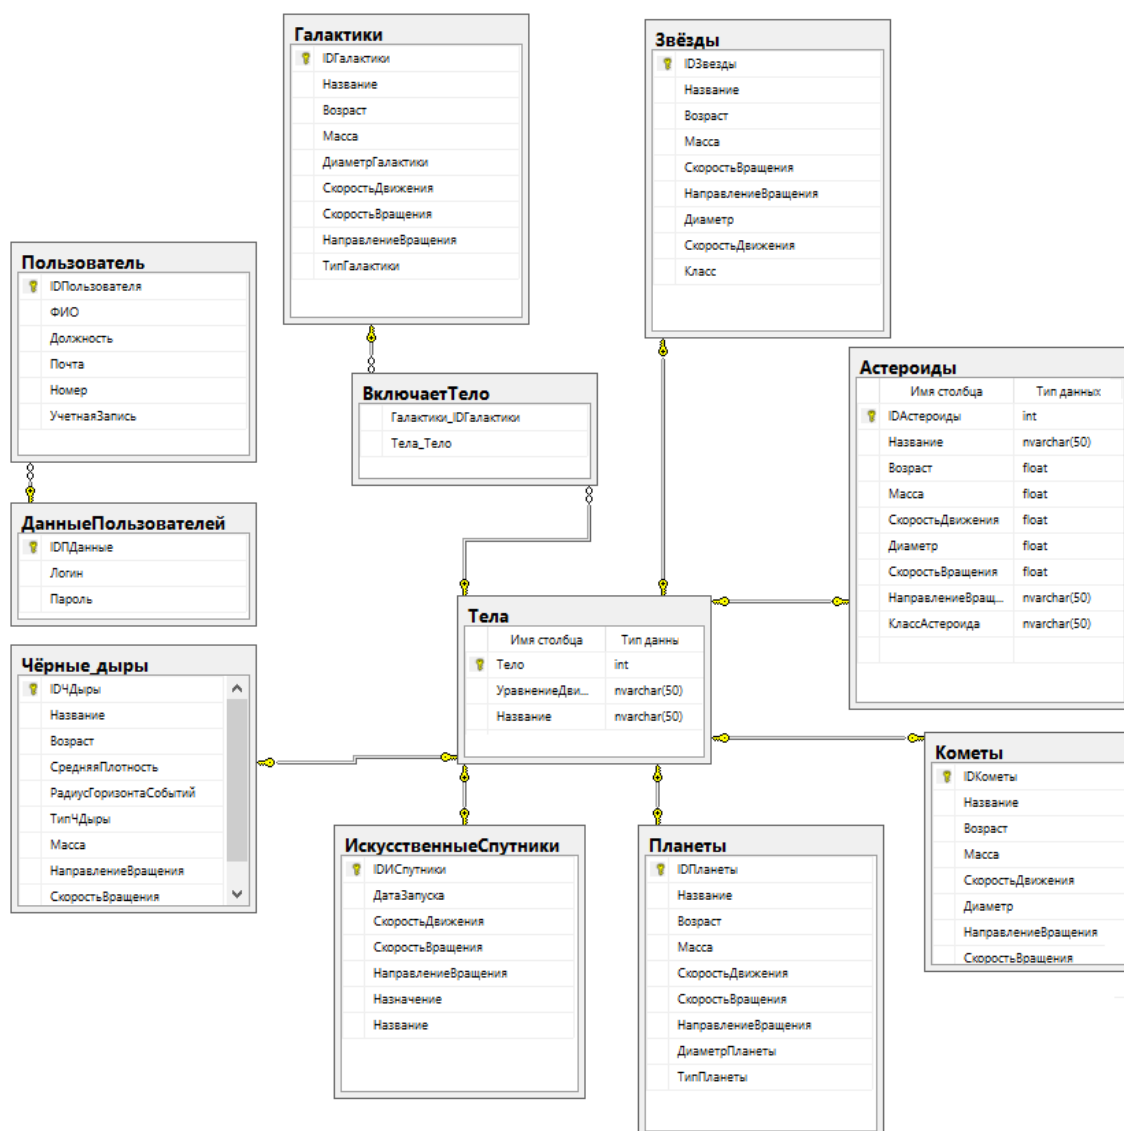 Галактики
IDГалактики
Название
Возраст
Масса
ДиаметрГалактики
СкоростьДвижения
СкоростьВращения
НаправлениеВращения
ТипГалактики
Звёзды
IDЗвезды
Название
Возраст
Масса
СкоростьВращения
НаправлениеВращения
Диаметр
СкоростьДвижения
Класс
Пользователь
IDПользователя
ФИО
Должность
Почта
Номер
УчетнаяЗапись
ВключаетТело
Галактики_IDГалактики
Тела_Тело
Астероиды
Имя столбца Тип данных
IDАстероиды int
Название nvarchar(50)
Возраст float
Масса float
СкоростьДвижения float
Диаметр float
СкоростьВращения float
НаправлениеВращ... nvarchar(50)
КлассАстероида nvarchar(50)
ДанныеПользователей
IDПДанные
Логин
Пароль
Тела
Имя столбца Тип данны
Тело int
УравнениеДви... nvarchar(50)
Название nvarchar(50)
Чёрные_дыры
IDЧДыры
Название
Возраст
СредняяПлотность
РадиусГоризонтаСобытий
ТипЧДыры
Масса
НаправлениеВращения
СкоростьВращения
Кометы
IDКометы
Название
Возраст
Масса
СкоростьДвижения
Диаметр
НаправлениеВращения
СкоростьВращения
ИскусственныеСпутники
IDИСпутники
ДатаЗапуска
СкоростьДвижения
СкоростьВращения
НаправлениеВращения
Назначение
Название
Планеты
IDПланеты
Название
Возраст
Масса
СкоростьДвижения
СкоростьВращения
НаправлениеВращения
ДиаметрПланеты
ТипПланеты